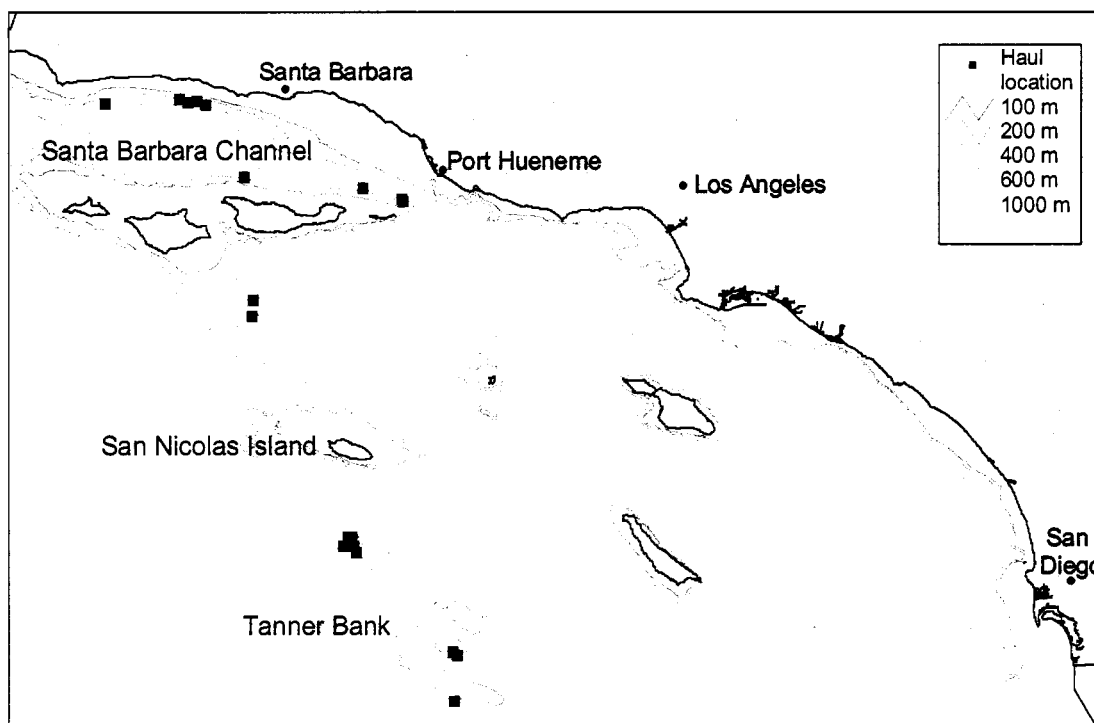 Santa Barbara
Haul
location
100 m
200 m
400 m
600 m
1000 m
Santa Barbara Channel
Port Hueneme
Los Angeles
San Nicolas Island
San
Diego
Tanner Bank